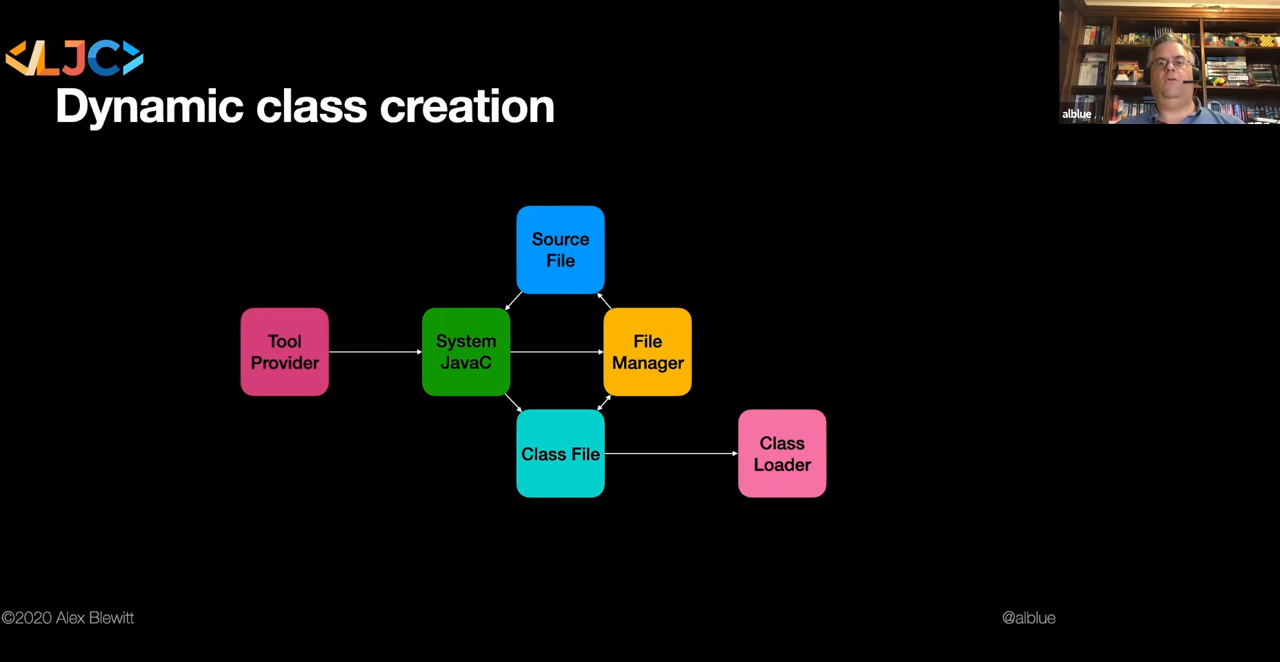 <LJC>
alblue
Dynamic class creation
Source
File
Tool
Provider
System
JavaC
File
Manager
Class File
Class
Loader
©2020 Alex Blewitt
@alblue